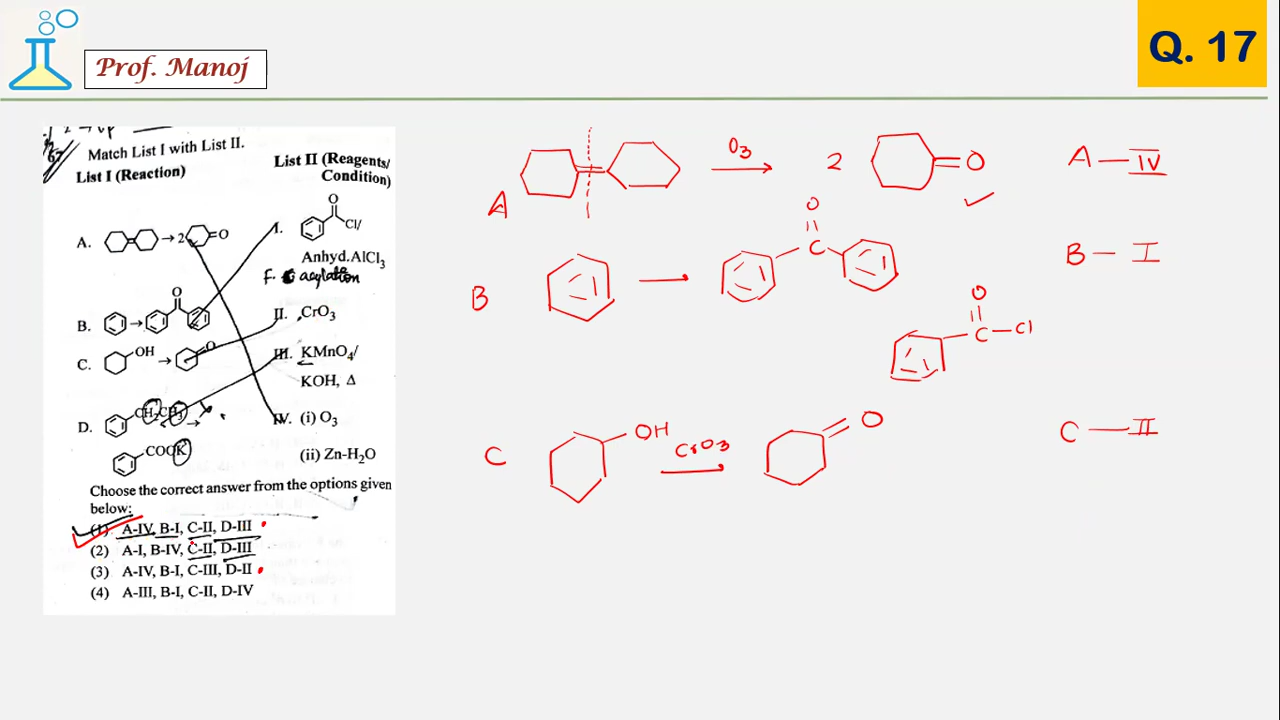 Prof. Manoj
Q. 17
Match List I with List II.
List I (Reaction)
List II (Reagents/
Condition)
A. → 2 O
I. O Cl/
Anhyd.AlCl3
F. acylation
B. → O
II. CrO3
C. OH → O
III. KMnO4/
KOH, Δ
D. CH2CH3 →
COOK
IV. (i) O3
(ii) Zn-H2O
Choose the correct answer from the options given
below:
(1) A-IV, B-I, C-II, D-III
(2) A-I, B-IV, C-II, D-III
(3) A-IV, B-I, C-III, D-II
(4) A-III, B-I, C-II, D-IV
A O3 → 2 =O A — IV
B → O C B — I
O C—Cl
C OH CrO3 → O C — II